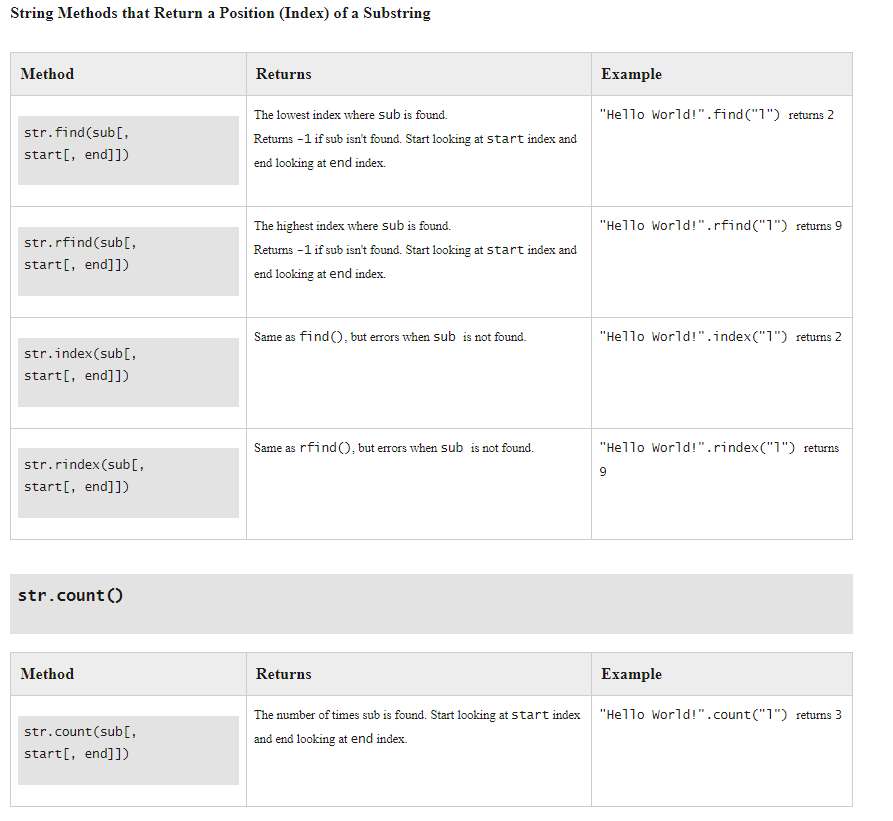 String Methods that Return a Position (Index) of a Substring
Method Returns Example
str.find(sub[,
start[, end]])
The lowest index where sub is found.
Returns -1 if sub isn't found. Start looking at start index and
end looking at end index.
"Hello World!".find("l") returns 2
str.rfind(sub[,
start[, end]])
The highest index where sub is found.
Returns -1 if sub isn't found. Start looking at start index and
end looking at end index.
"Hello World!".rfind("l") returns 9
str.index(sub[,
start[, end]])
Same as find(), but errors when sub is not found.
"Hello World!".index("l") returns 2
str.rindex(sub[,
start[, end]])
Same as rfind(), but errors when sub is not found.
"Hello World!".rindex("l") returns
9
str.count()
Method Returns Example
str.count(sub[,
start[, end]])
The number of times sub is found. Start looking at start index
and end looking at end index.
"Hello World!".count("l") returns 3